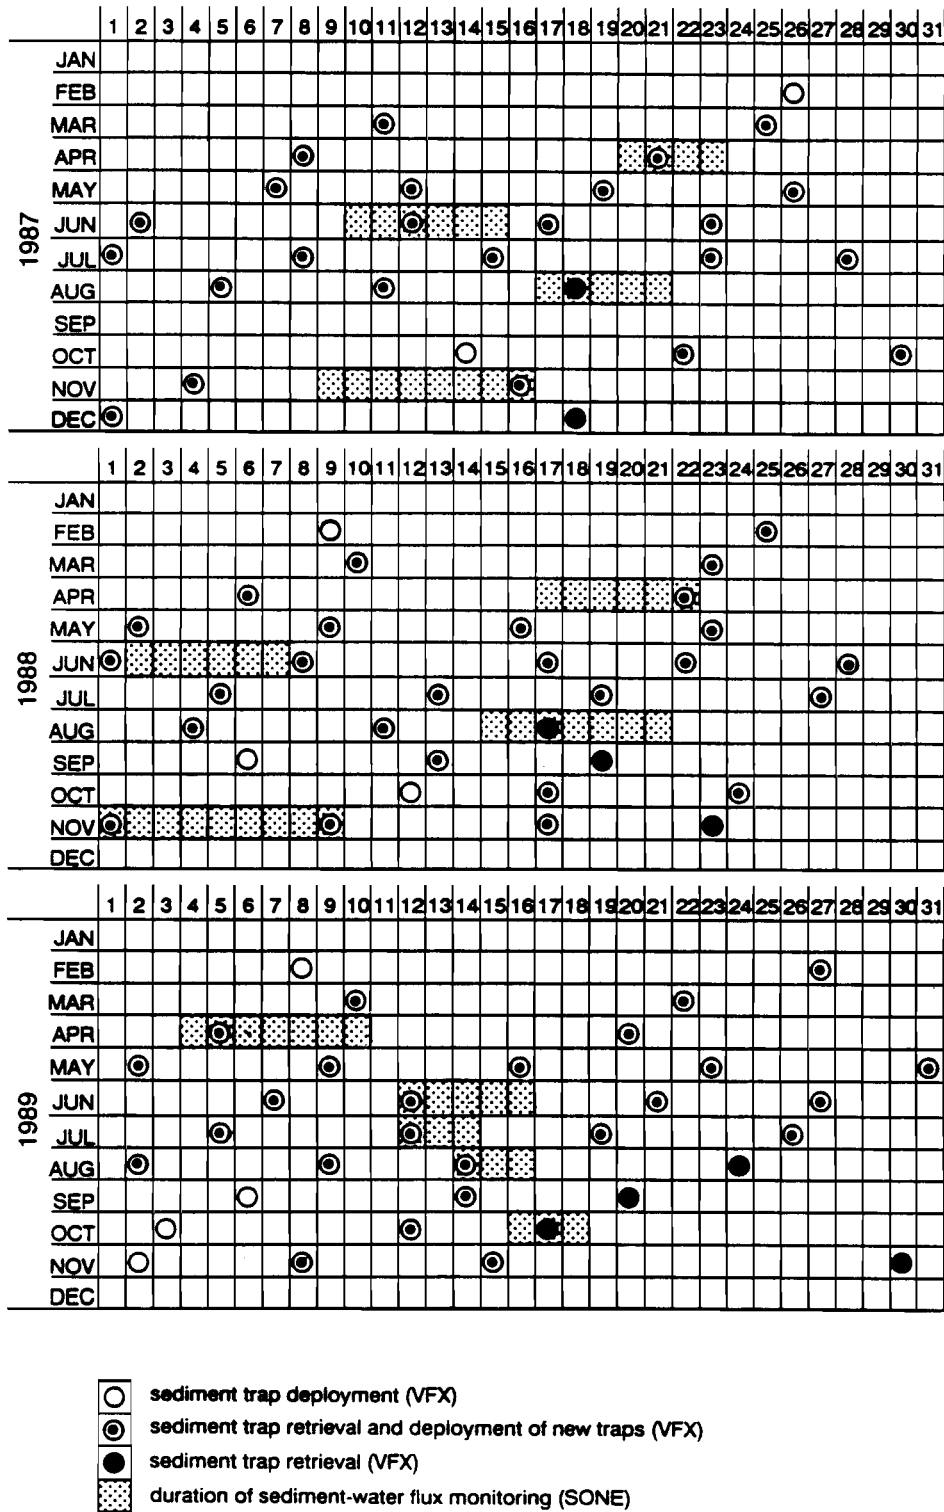 1 2 3 4 5 6 7 8 9 10 11 12 13 14 15 16 17 18 19 20 21 22 23 24 25 26 27 28 29 30 31
1987
JAN
FEB
MAR
APR
MAY
JUN
JUL
AUG
SEP
OCT
NOV
DEC
1 2 3 4 5 6 7 8 9 10 11 12 13 14 15 16 17 18 19 20 21 22 23 24 25 26 27 28 29 30 31
1988
JAN
FEB
MAR
APR
MAY
JUN
JUL
AUG
SEP
OCT
NOV
DEC
1 2 3 4 5 6 7 8 9 10 11 12 13 14 15 16 17 18 19 20 21 22 23 24 25 26 27 28 29 30 31
1989
JAN
FEB
MAR
APR
MAY
JUN
JUL
AUG
SEP
OCT
NOV
DEC
sediment trap deployment (VFX)
sediment trap retrieval and deployment of new traps (VFX)
sediment trap retrieval (VFX)
duration of sediment-water flux monitoring (SONE)